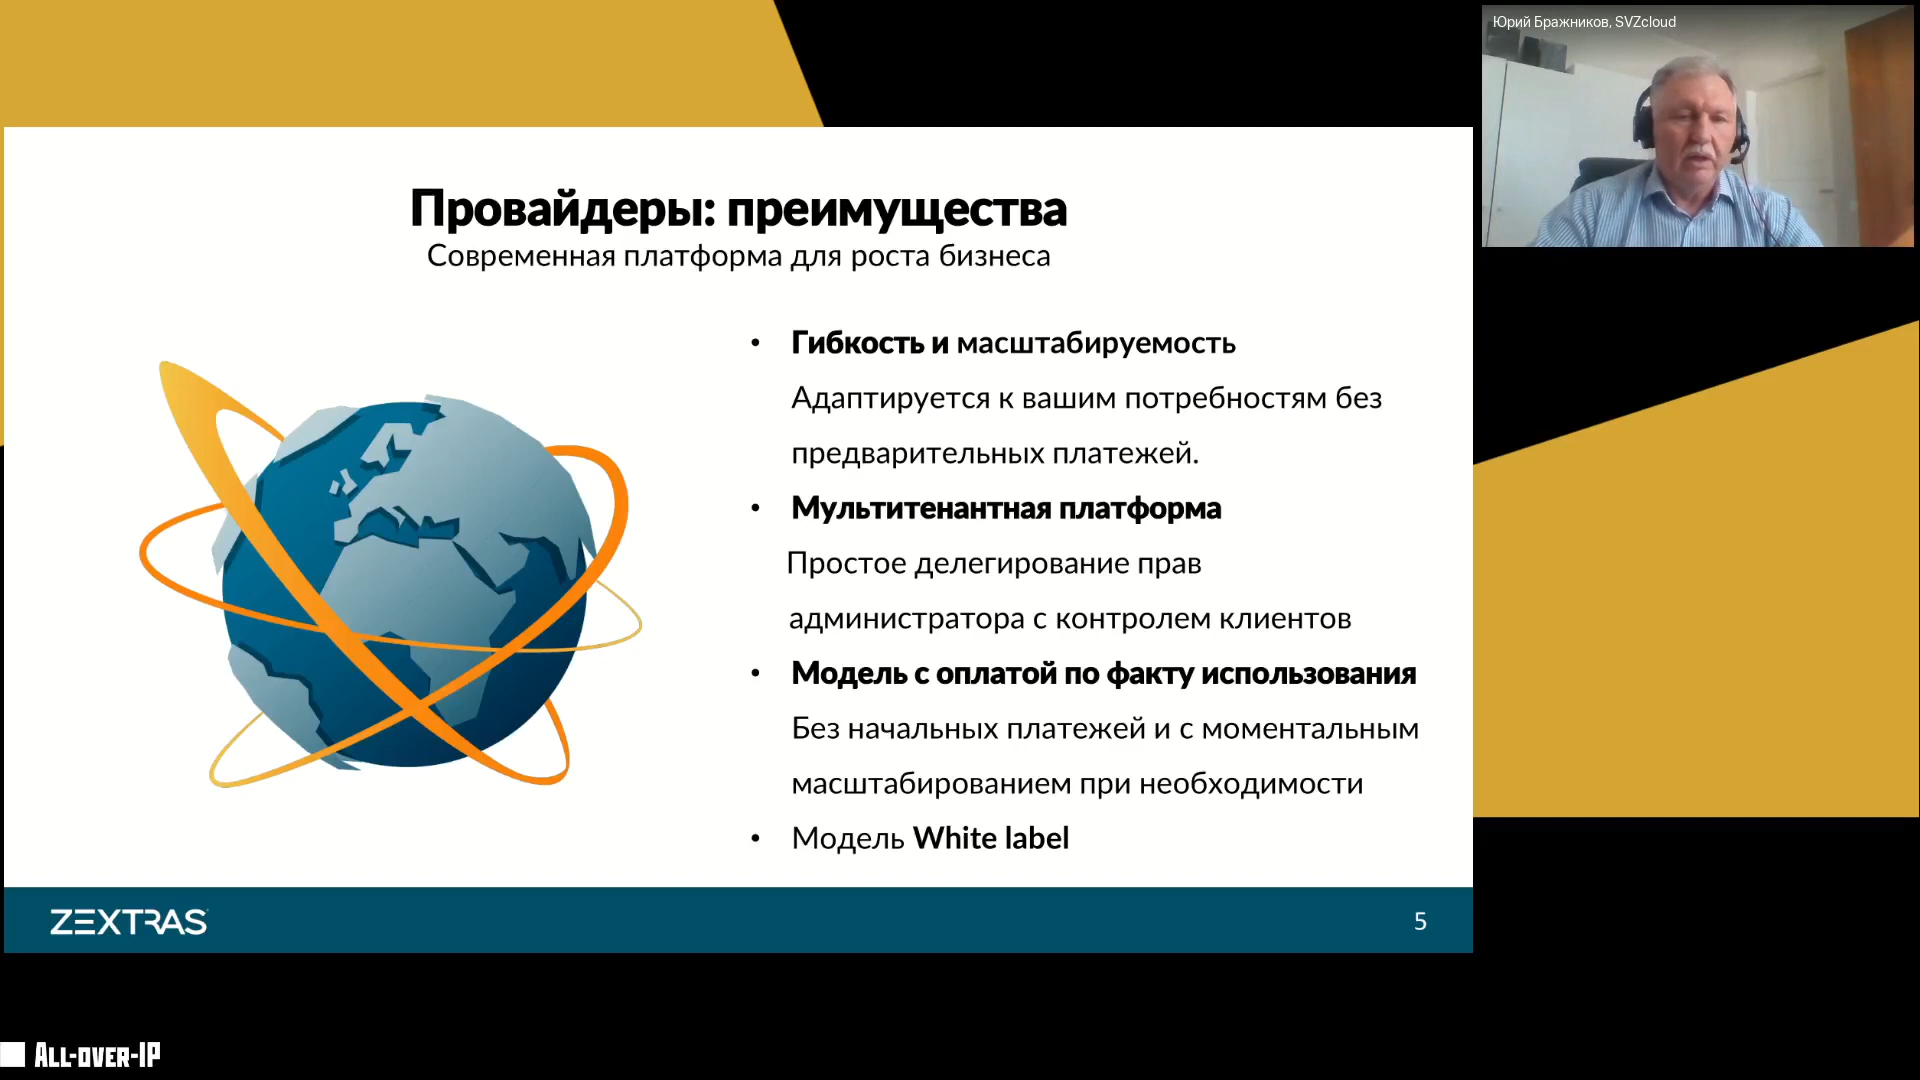 Юрий Бражников, SVZcloud
Провайдеры: преимущества
Современная платформа для роста бизнеса
• Гибкость и масштабируемость
Адаптируется к вашим потребностям без
предварительных платежей.
• Мультитенантная платформа
Простое делегирование прав
администратора с контролем клиентов
• Модель с оплатой по факту использования
Без начальных платежей и с моментальным
масштабированием при необходимости
• Модель White label
ZEXTRAS
5
ALL-OVER-IP